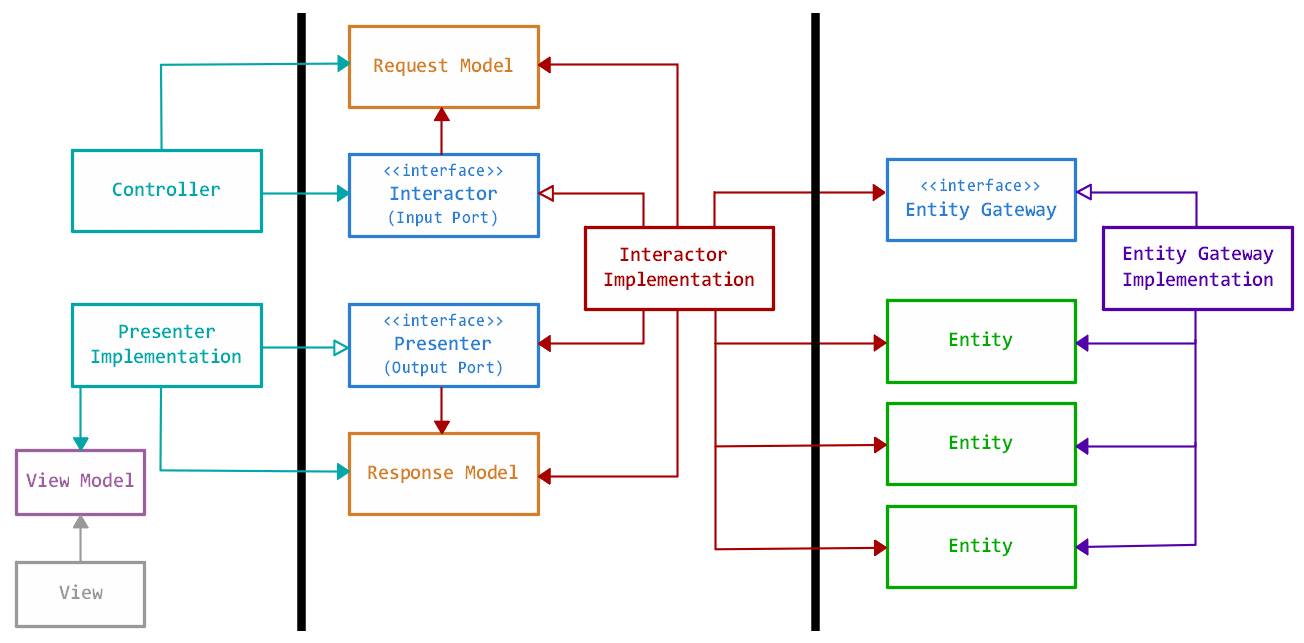 Request Model
Controller
<<interface>>
Interactor
(Input Port)
<<interface>>
Entity Gateway
Interactor
Implementation
Entity Gateway
Implementation
Presenter
Implementation
<<interface>>
Presenter
(Output Port)
Entity
View Model
Response Model
Entity
View
Entity